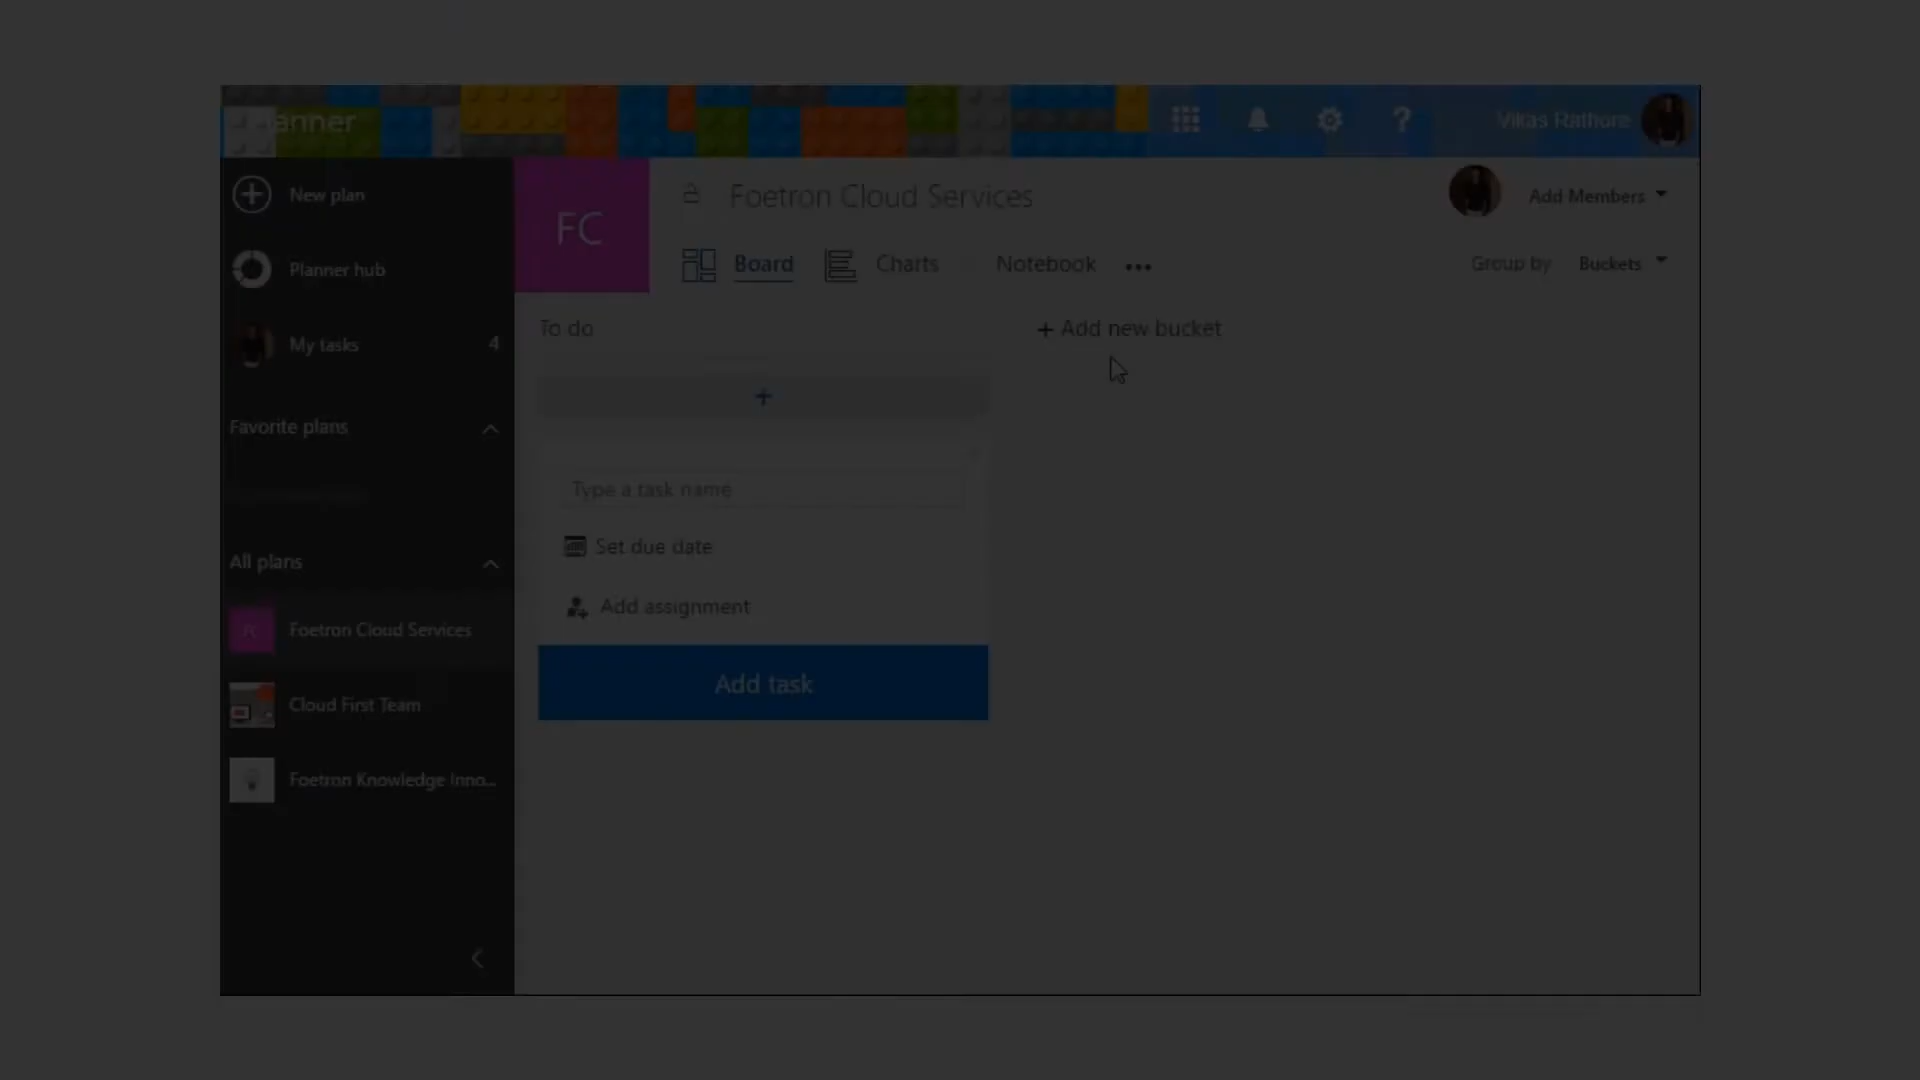 anner
Vikas Rathore
New plan
Planner hub
My tasks 4
Favorite plans
All plans
FC Foetron Cloud Services
Cloud First Team
Foetron Knowledge Inno...
FC
Foetron Cloud Services
Add Members
Board Charts Notebook ...
Group by Buckets
To do
+ Add new bucket
+
Type a task name
Set due date
Add assignment
Add task